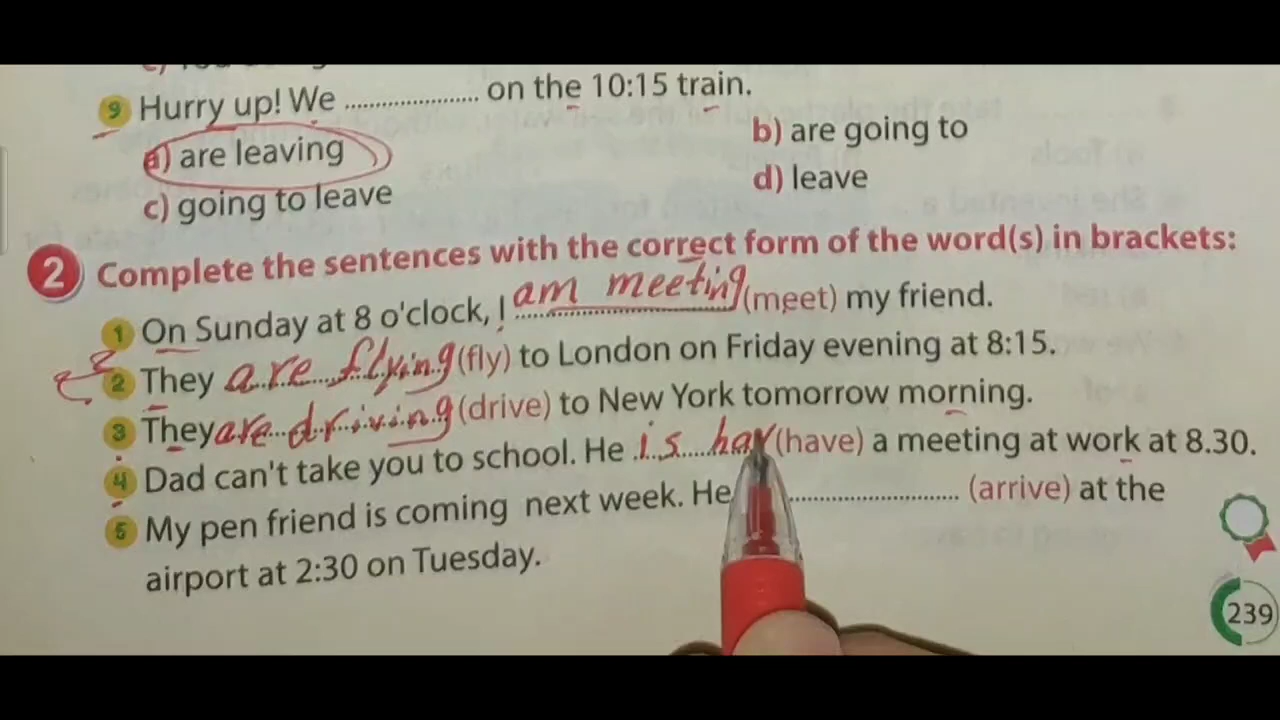 9 Hurry up! We .................... on the 10:15 train.
a) are leaving b) are going to
c) going to leave d) leave
2 Complete the sentences with the correct form of the word(s) in brackets:
1 On Sunday at 8 o'clock, I am meeting (meet) my friend.
2 They are flying (fly) to London on Friday evening at 8:15.
3 They are driving (drive) to New York tomorrow morning.
4 Dad can't take you to school. He is hav (have) a meeting at work at 8.30.
5 My pen friend is coming next week. He .......................... (arrive) at the
airport at 2:30 on Tuesday.
239